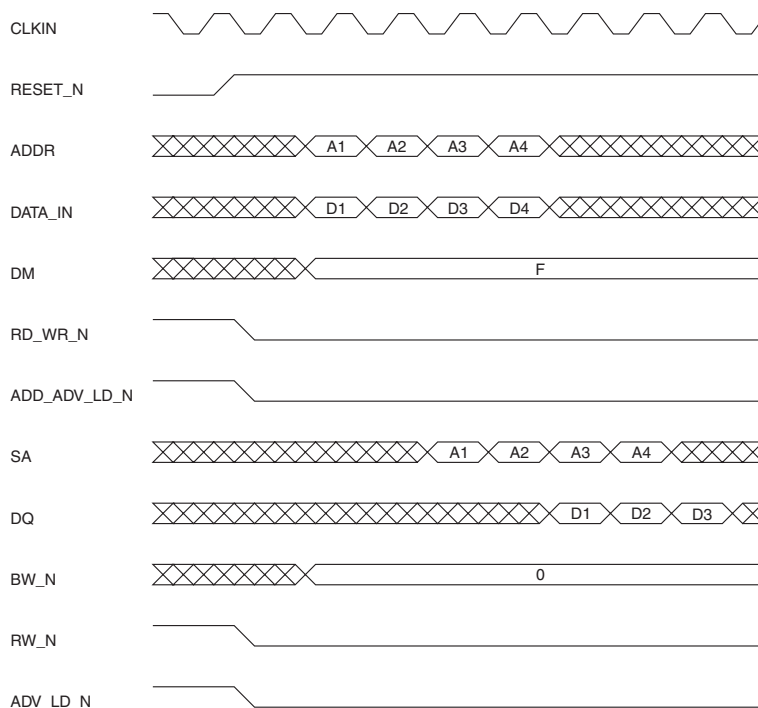 CLKIN
RESET_N
ADDR A1 A2 A3 A4
DATA_IN D1 D2 D3 D4
DM F
RD_WR_N
ADD_ADV_LD_N
SA A1 A2 A3 A4
DQ D1 D2 D3
BW_N 0
RW_N
ADV_LD_N